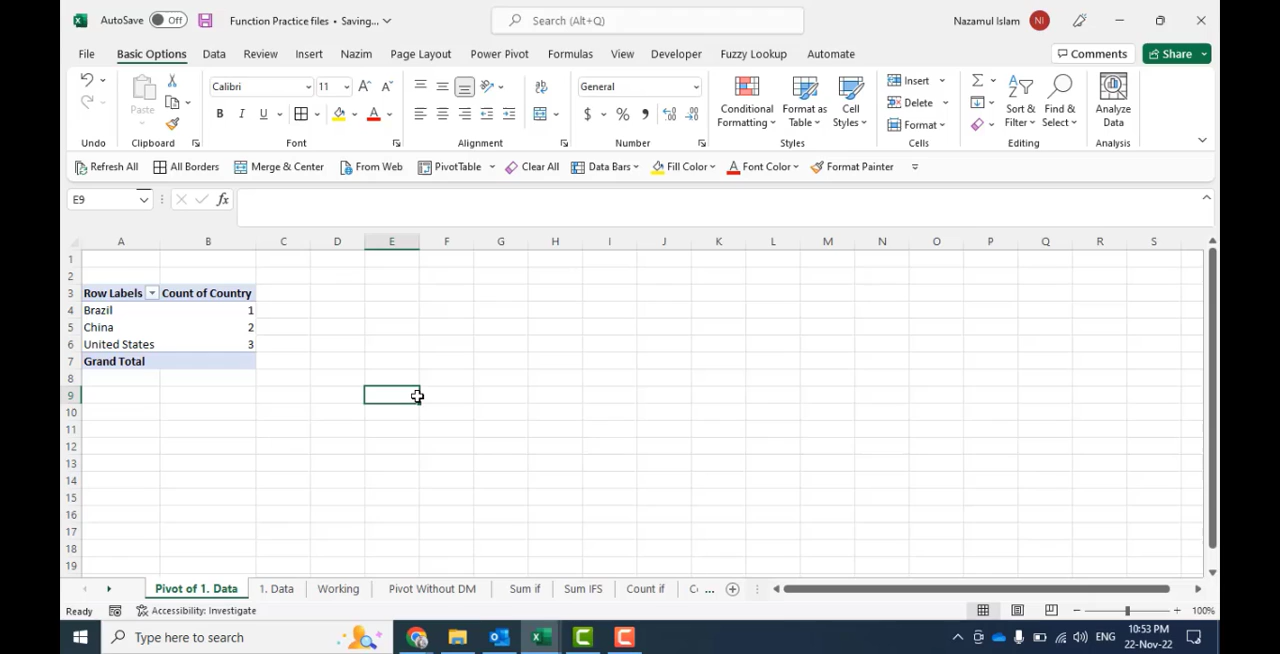 AutoSave Off Function Practice files • Saving... Search (Alt+Q) Nazamul Islam NI
File Basic Options Data Review Insert Nazim Page Layout Power Pivot Formulas View Developer Fuzzy Lookup Automate Comments Share
Paste Calibri 11 A A B I U A ab General $ % , Conditional Formatting Format as Table Cell Styles Insert Delete Format Sort & Filter Find & Select Analyze Data
Undo Clipboard Font Alignment Number Styles Cells Editing Analysis
Refresh All All Borders Merge & Center From Web PivotTable Clear All Data Bars Fill Color Font Color Format Painter
E9 fx
A B C D E F G H I J K L M N O P Q R S
1
2
3 Row Labels Count of Country
4 Brazil 1
5 China 2
6 United States 3
7 Grand Total
8
9
10
11
12
13
14
15
16
17
18
19
Pivot of 1. Data 1. Data Working Pivot Without DM Sum if Sum IFS Count if ...
Ready Accessibility: Investigate 100%
Type here to search ENG 10:53 PM
22-Nov-22